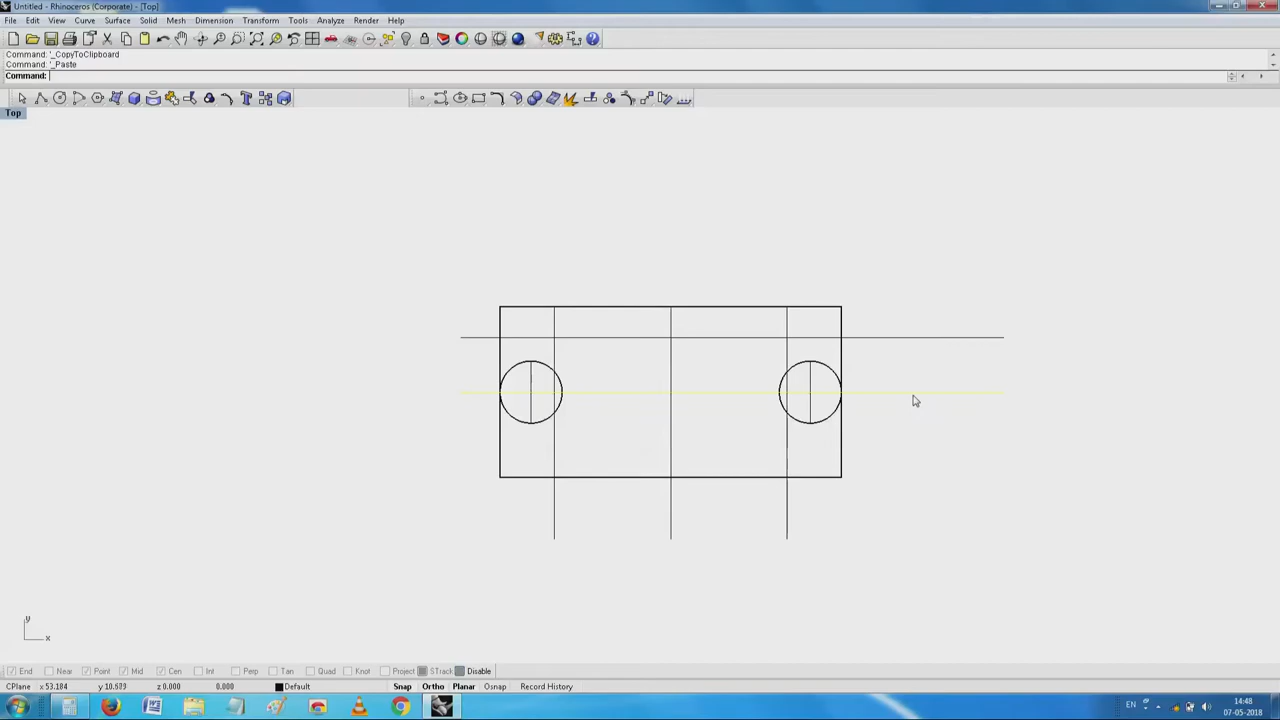 Untitled - Rhinoceros (Corporate) - [Top]
File Edit View Curve Surface Solid Mesh Dimension Transform Tools Analyze Render Help
Command: '_CopyToClipboard
Command: '_Paste
Command:
Top
y
x
End Near Point Mid Cen Int Perp Tan Quad Knot Project STrack Disable
CPlane x 53.184 y 10.573 z 0.000 0.000 Default Snap Ortho Planar Osnap Record History
EN 14:48
07-05-2018